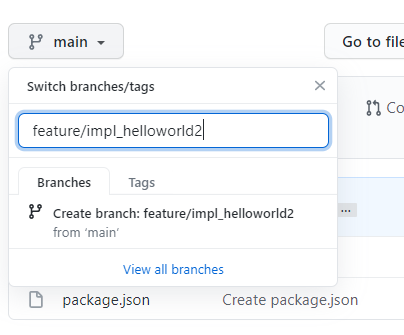 main
Go to file
Switch branches/tags
Co
feature/impl_helloworld2
Branches
Tags
Create branch: feature/impl_helloworld2
from 'main'
View all branches
package.json
Create package.json